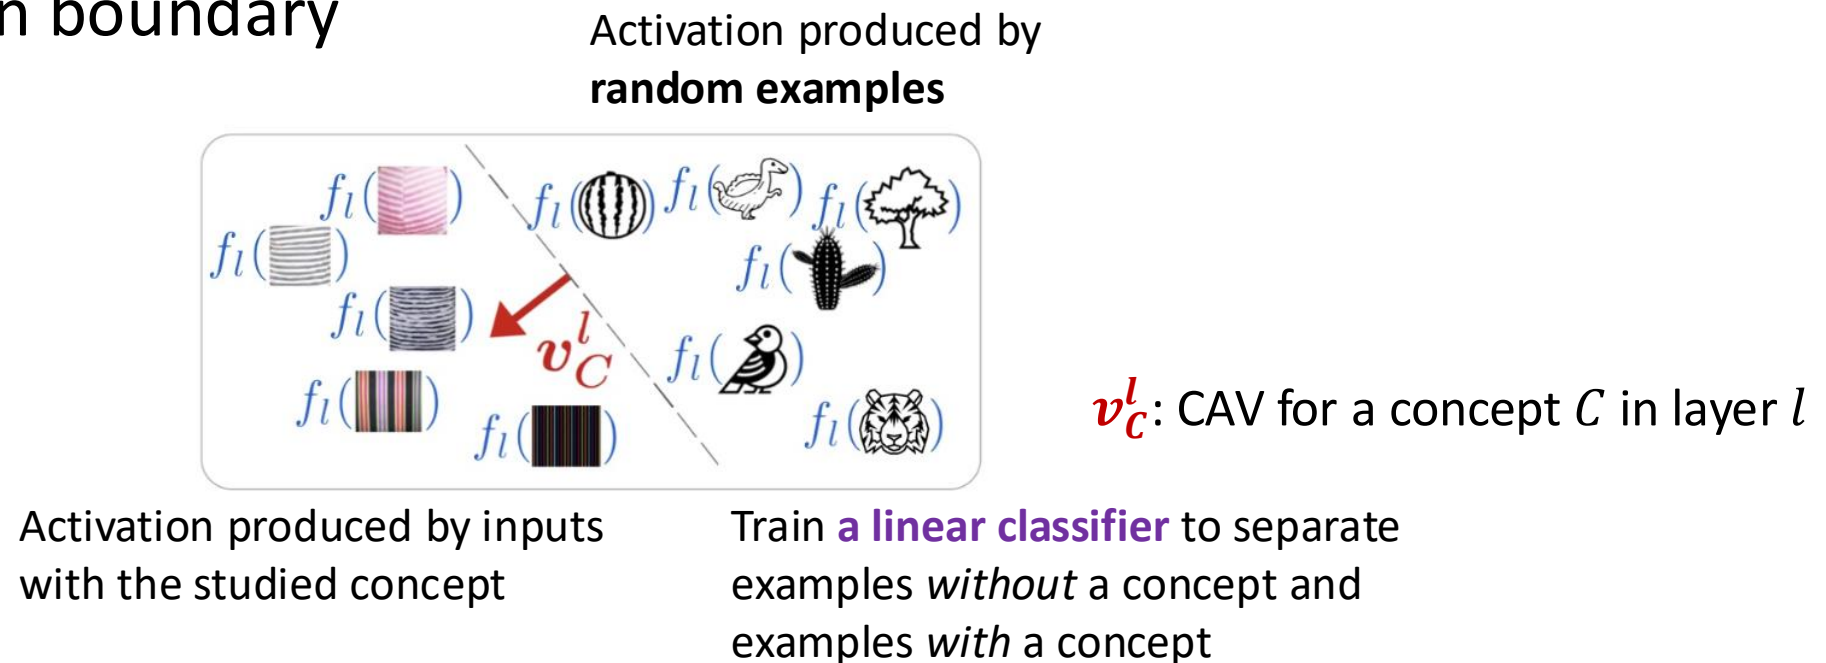 n boundary
Activation produced by
random examples
f_l( )
f_l( )
f_l( )
f_l( )
f_l( )
f_l( )
f_l( )
f_l( )
v_C^l
f_l( )
f_l( )
f_l( )
v_C^l: CAV for a concept C in layer l
Activation produced by inputs
with the studied concept
Train a linear classifier to separate
examples without a concept and
examples with a concept